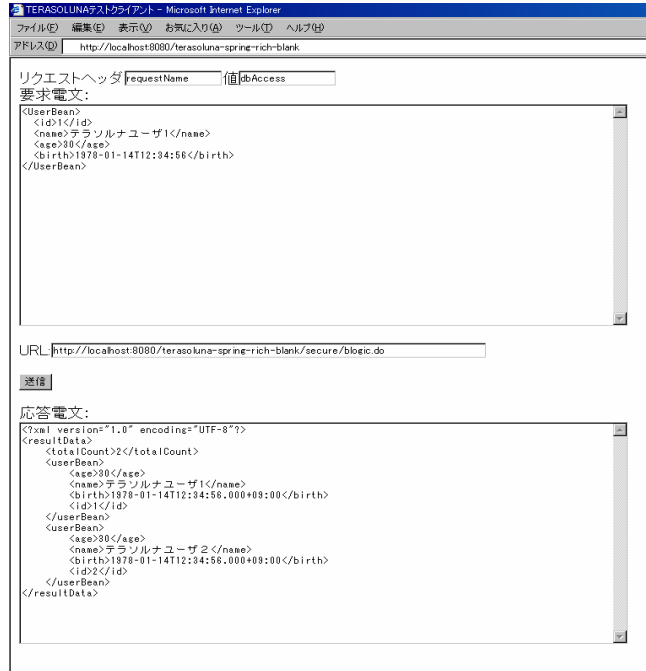 TERASOLUNAテストクライアント - Microsoft Internet Explorer
ファイル(F) 編集(E) 表示(V) お気に入り(A) ツール(T) ヘルプ(H)
アドレス(D) http://localhost:8080/terasoluna-spring-rich-blank
リクエストヘッダ requestName 値 dbAccess
要求電文:
<UserBean>
<id>1</id>
<name>テラソルナユーザ1</name>
<age>30</age>
<birth>1978-01-14T12:34:56</birth>
</UserBean>
URL: http://localhost:8080/terasoluna-spring-rich-blank/secure/blogic.do
送信
応答電文:
<?xml version="1.0" encoding="UTF-8"?>
<resultData>
<totalCount>2</totalCount>
<userBean>
<age>30</age>
<name>テラソルナユーザ1</name>
<birth>1978-01-14T12:34:56.000+09:00</birth>
<id>1</id>
</userBean>
<userBean>
<age>30</age>
<name>テラソルナユーザ２</name>
<birth>1978-01-14T12:34:56.000+09:00</birth>
<id>2</id>
</userBean>
</resultData>